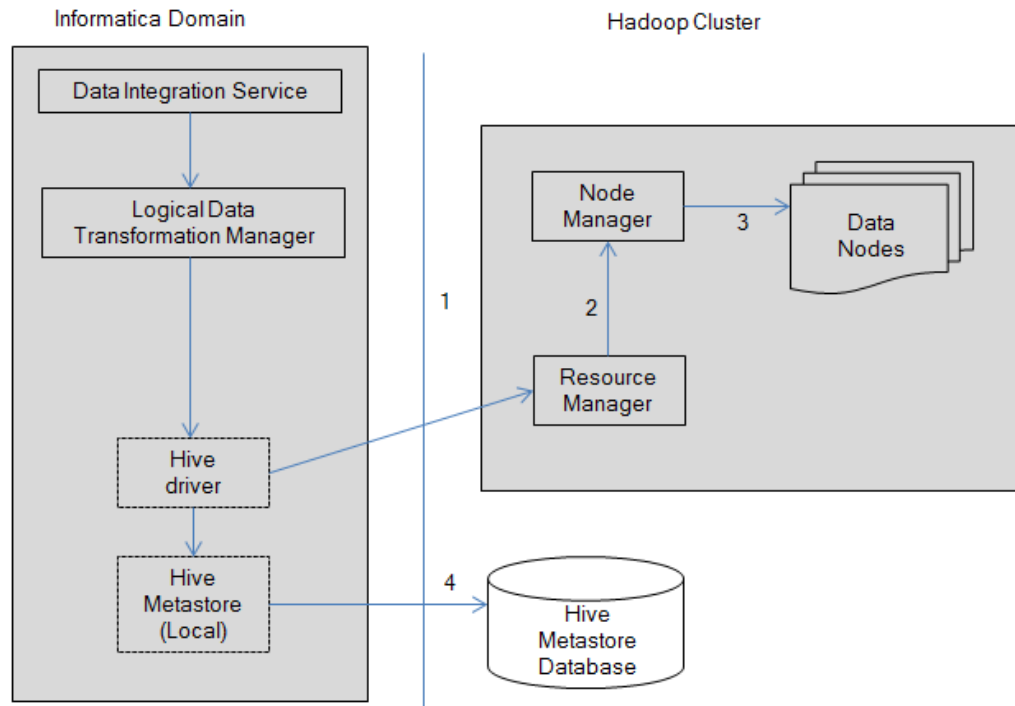 Informatica Domain
Hadoop Cluster
Data Integration Service
Logical Data
Transformation Manager
Hive
driver
Hive
Metastore
(Local)
1
Node
Manager
3
Data
Nodes
2
Resource
Manager
4
Hive
Metastore
Database